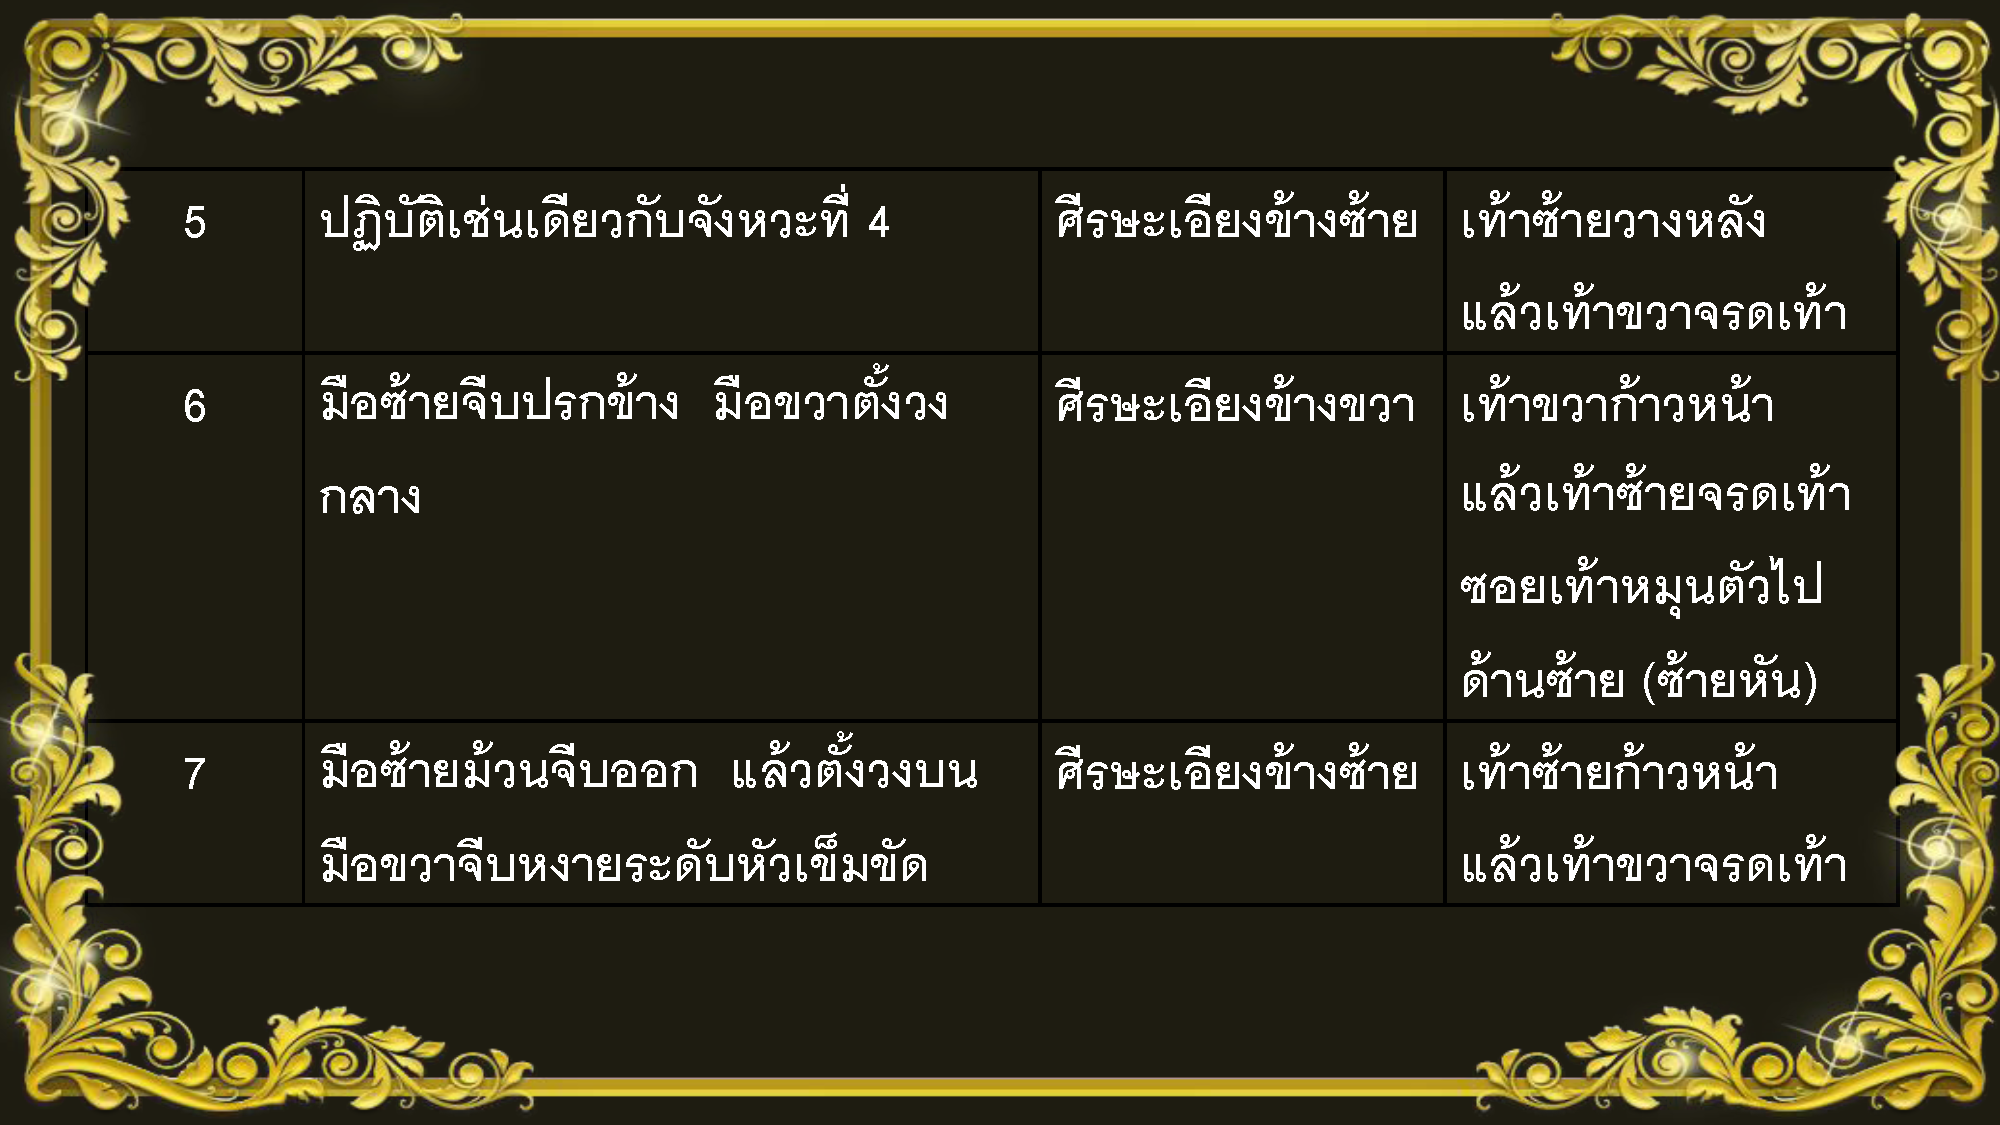 5 ปฏิบัติเช่นเดียวกับจังหวะที่ 4 ศีรษะเอียงข้างซ้าย เท้าซ้ายวางหลัง
แล้วเท้าขวาจรดเท้า
6 มือซ้ายจีบปรกข้าง มือขวาตั้งวง ศีรษะเอียงข้างขวา เท้าขวาก้าวหน้า
กลาง แล้วเท้าซ้ายจรดเท้า
ซอยเท้าหมุนตัวไป
ด้านซ้าย (ซ้ายหัน)
7 มือซ้ายม้วนจีบออก แล้วตั้งวงบน ศีรษะเอียงข้างซ้าย เท้าซ้ายก้าวหน้า
มือขวาจีบหงายระดับหัวเข็มขัด แล้วเท้าขวาจรดเท้า